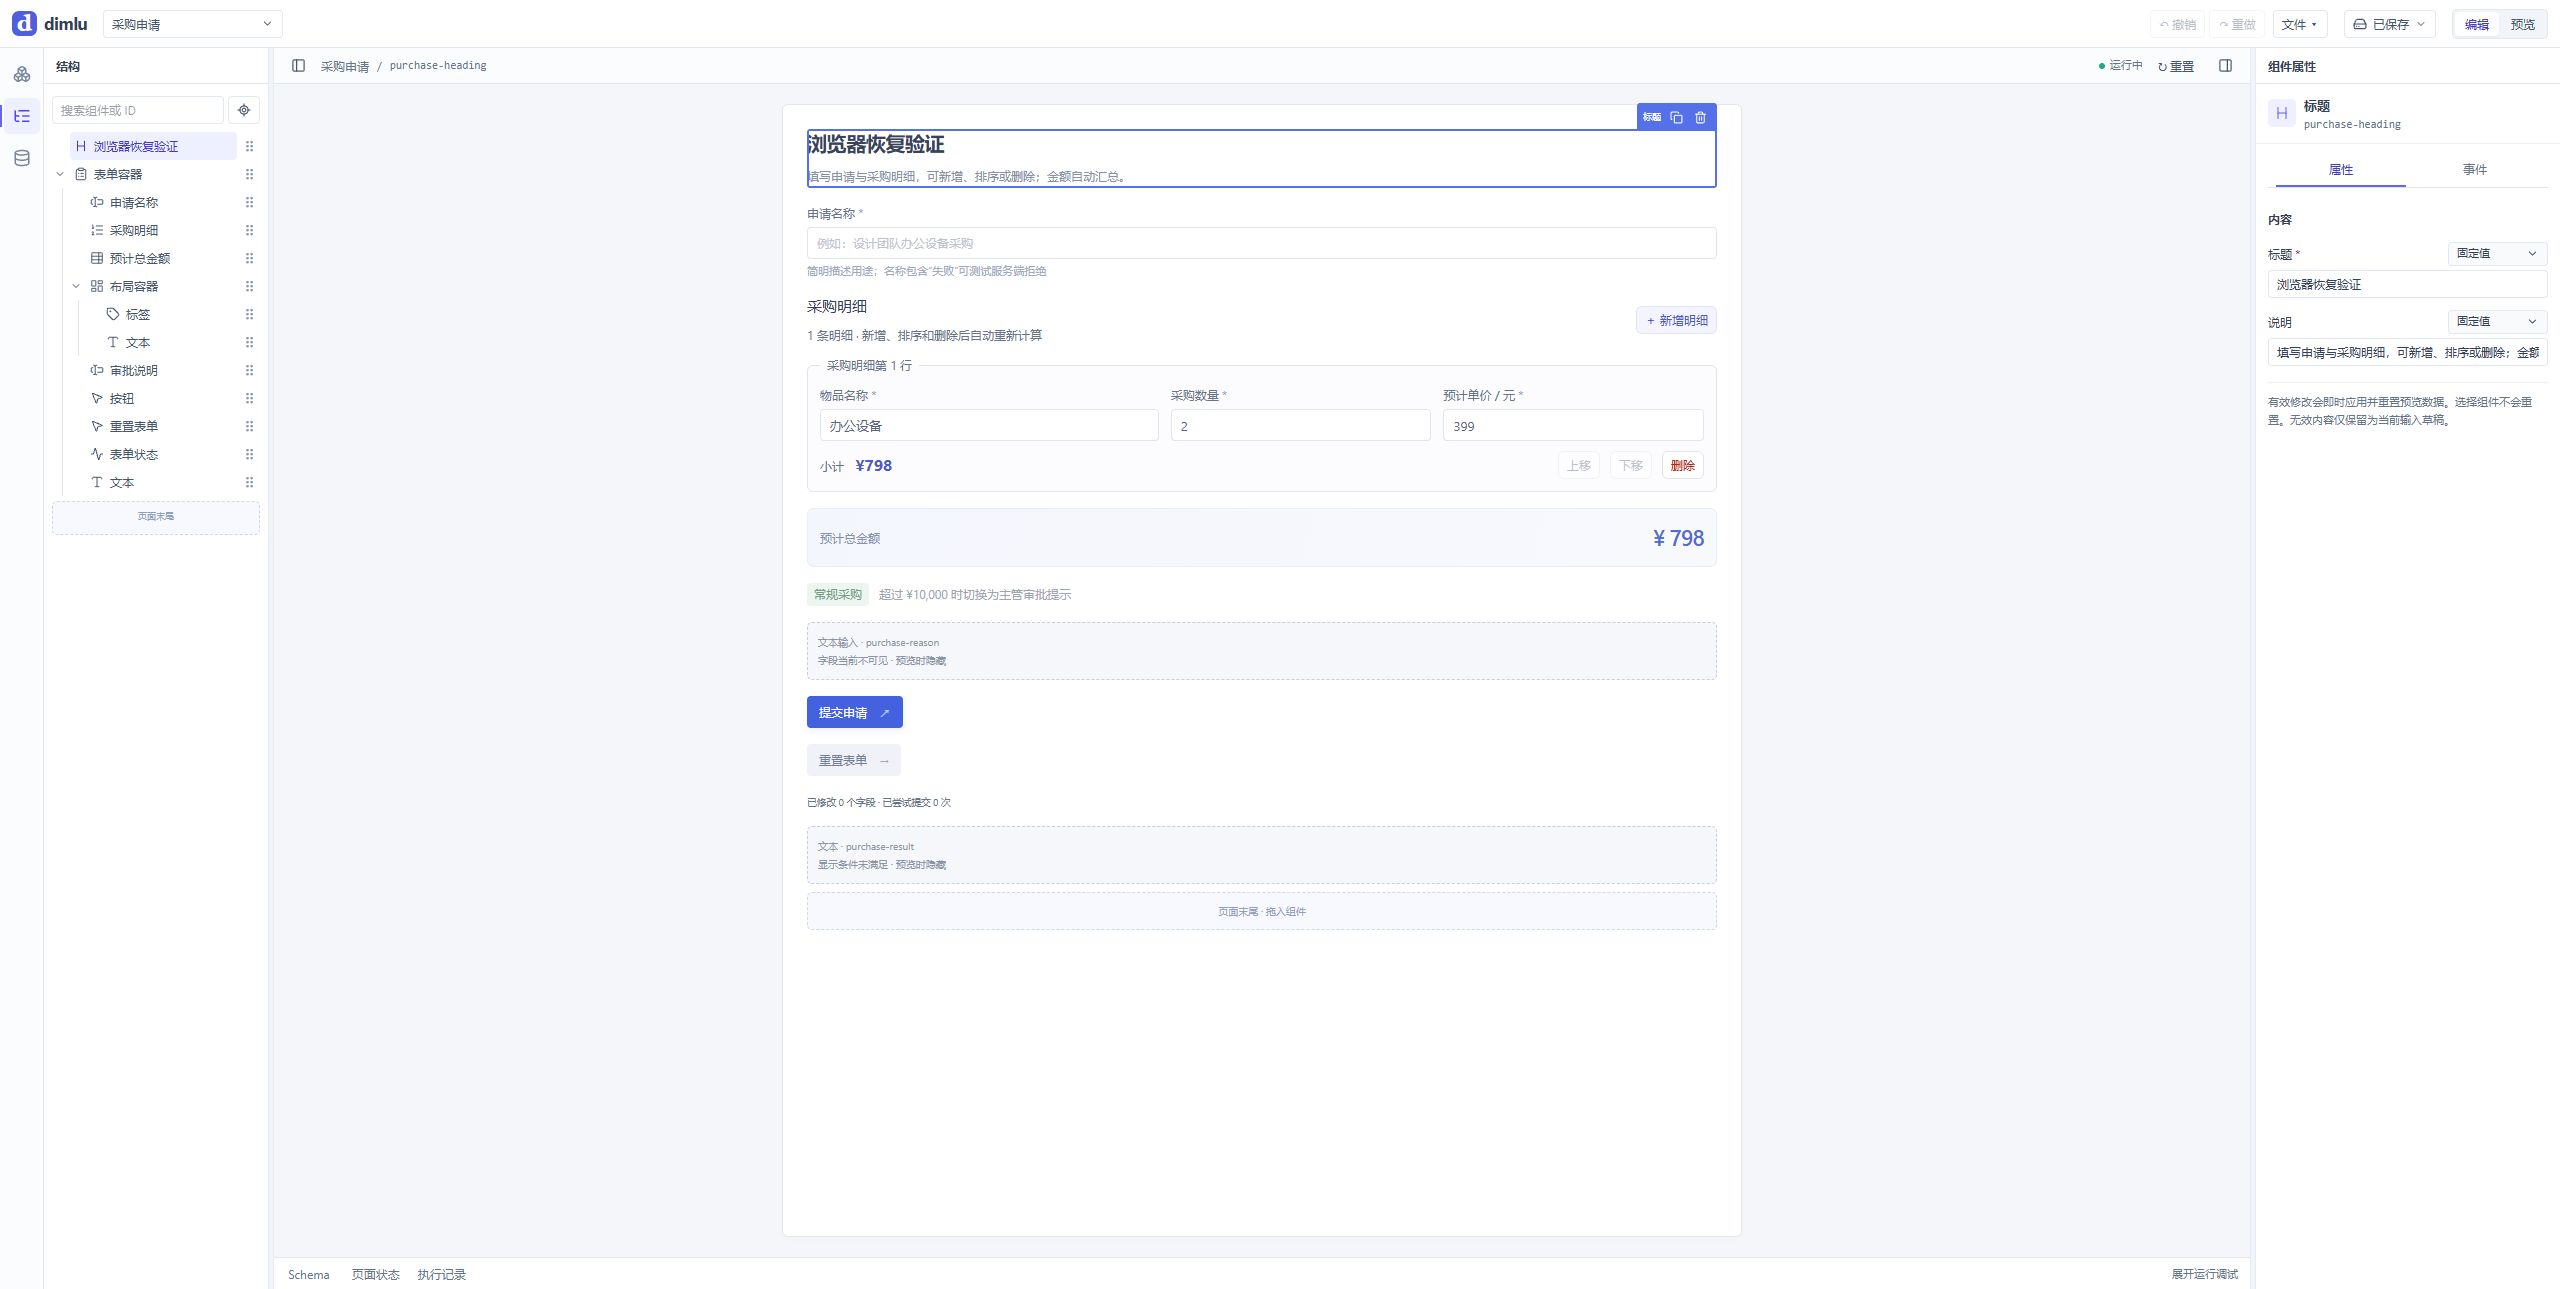 dimlu
采购申请
撤销
重做
文件
已保存
编辑
预览
结构
搜索组件或 ID
浏览器恢复验证
表单容器
申请名称
采购明细
预计总金额
布局容器
标签
文本
审批说明
按钮
重置表单
表单状态
文本
页面末尾
采购申请 / purchase-heading
运行中
重置
标题
浏览器恢复验证
填写申请与采购明细，可新增、排序或删除；金额自动汇总。
申请名称 *
例如：设计团队办公设备采购
简明描述用途；名称包含“失败”可测试服务端拒绝
采购明细
1 条明细 · 新增、排序和删除后自动重新计算
+ 新增明细
采购明细第 1 行
物品名称 *
采购数量 *
预计单价 / 元 *
办公设备
2
399
小计 ¥798
上移
下移
删除
预计总金额
¥ 798
常规采购
超过 ¥10,000 时切换为主管审批提示
文本输入 · purchase-reason
字段当前不可见 · 预览时隐藏
提交申请 ↗
重置表单 →
已修改 0 个字段 · 已尝试提交 0 次
文本 · purchase-result
显示条件未满足 · 预览时隐藏
页面末尾 · 拖入组件
Schema
页面状态
执行记录
展开运行调试
组件属性
标题
purchase-heading
属性
事件
内容
标题 *
固定值
浏览器恢复验证
说明
固定值
填写申请与采购明细，可新增、排序或删除；金额
有效修改会即时应用并重置预览数据。选择组件不会重
置。无效内容仅保留为当前输入草稿。